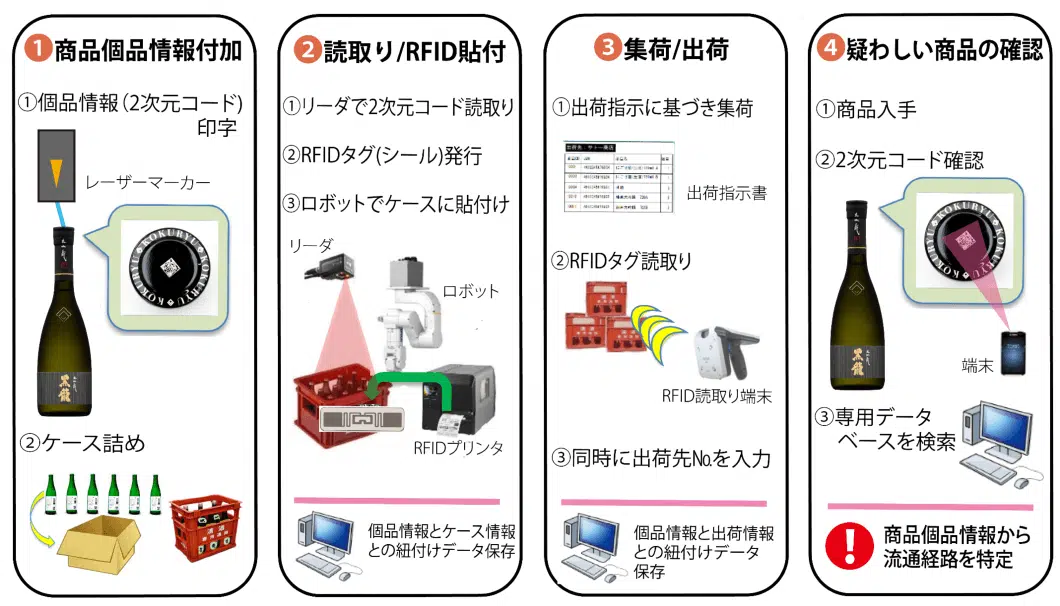 1 商品個品情報付加
①個品情報（2次元コード）
印字
レーザーマーカー
KOKURYU KOKURYU KOKURYU
黒龍
②ケース詰め
2 読取り/RFID貼付
①リーダで2次元コード読取り
②RFIDタグ(シール)発行
③ロボットでケースに貼付け
リーダ
ロボット
RFIDプリンタ
個品情報とケース情報
との紐付けデータ保存
3 集荷/出荷
①出荷指示に基づき集荷
出荷指示書
②RFIDタグ読取り
RFID読取り端末
③同時に出荷先№を入力
個品情報と出荷情報
との紐付けデータ
保存
4 疑わしい商品の確認
①商品入手
②2次元コード確認
KOKURYU KOKURYU KOKURYU
黒龍
端末
③専用データ
ベースを検索
商品個品情報から
流通経路を特定